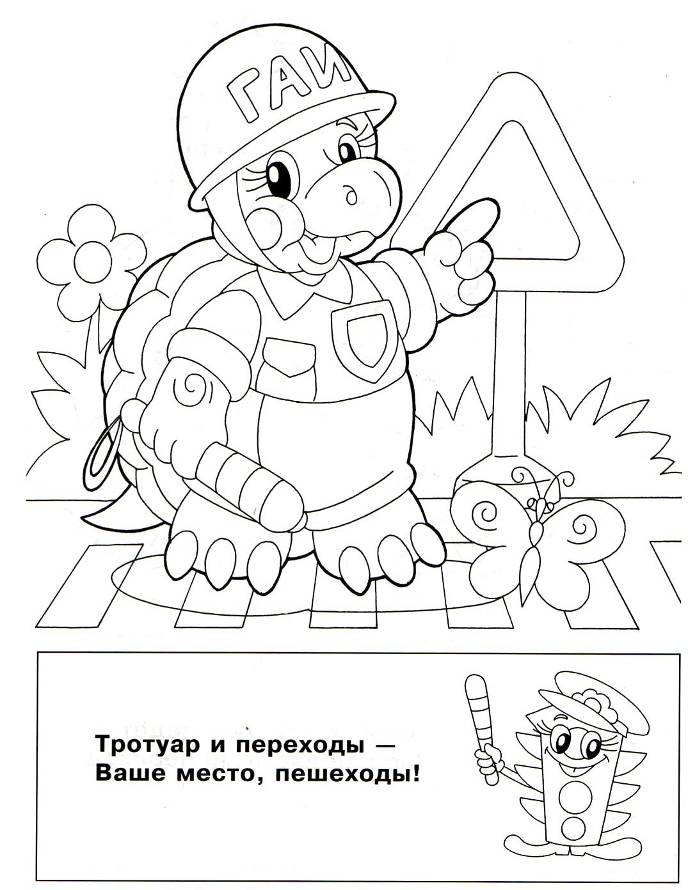 ГАИ
Тротуар и переходы —
Ваше место, пешеходы!